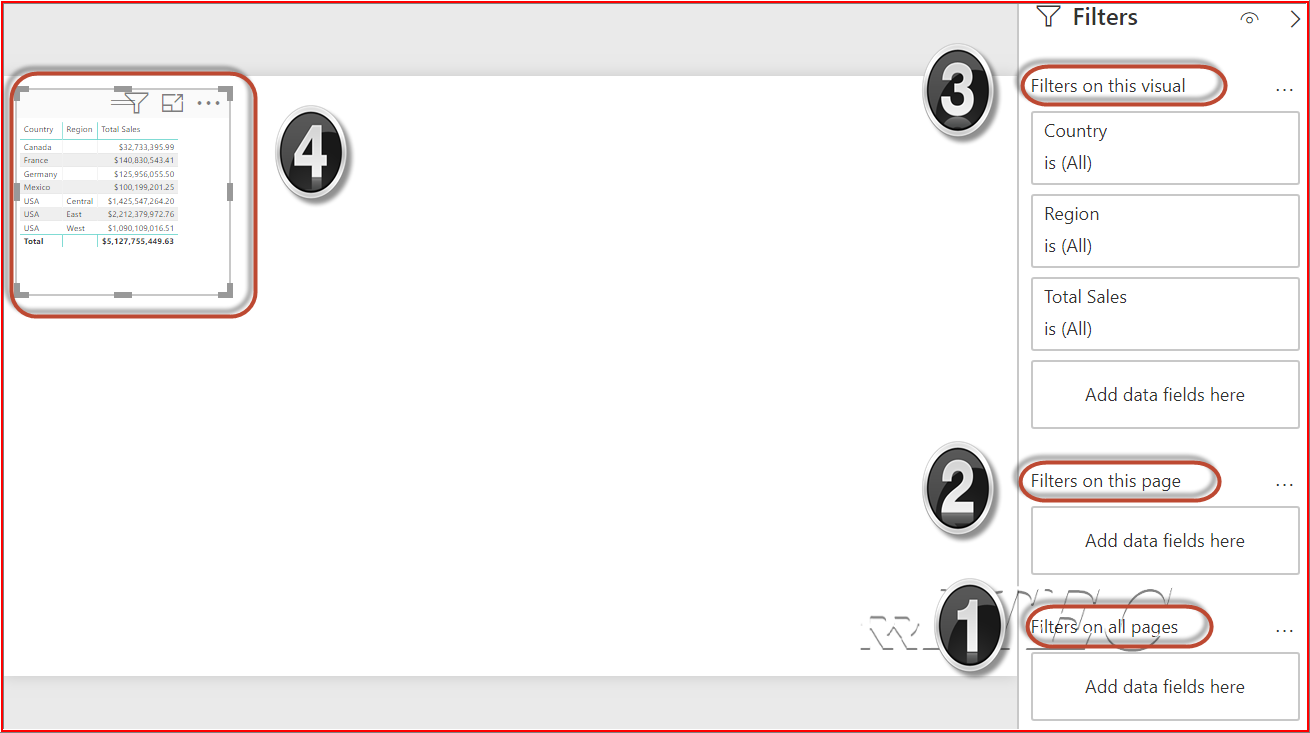 Filters
Filters on this visual
...
Country
is (All)
Region
is (All)
Total Sales
is (All)
Add data fields here
Filters on this page
...
Add data fields here
Filters on all pages
...
Add data fields here
Country Region Total Sales
Canada $32,733,395.99
France $140,830,543.41
Germany $125,956,055.50
Mexico $100,199,201.25
USA Central $1,425,547,264.20
USA East $2,212,379,972.76
USA West $1,090,109,016.51
Total $5,127,755,449.63
4
3
2
1